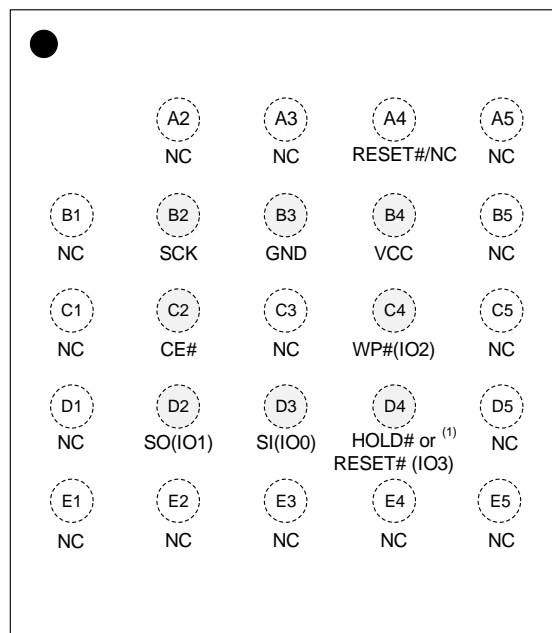 A2 A3 A4 A5
NC NC RESET#/NC NC
B1 B2 B3 B4 B5
NC SCK GND VCC NC
C1 C2 C3 C4 C5
NC CE# NC WP#(IO2) NC
D1 D2 D3 D4 D5
NC SO(IO1) SI(IO0) HOLD# or (1) NC
RESET# (IO3)
E1 E2 E3 E4 E5
NC NC NC NC NC